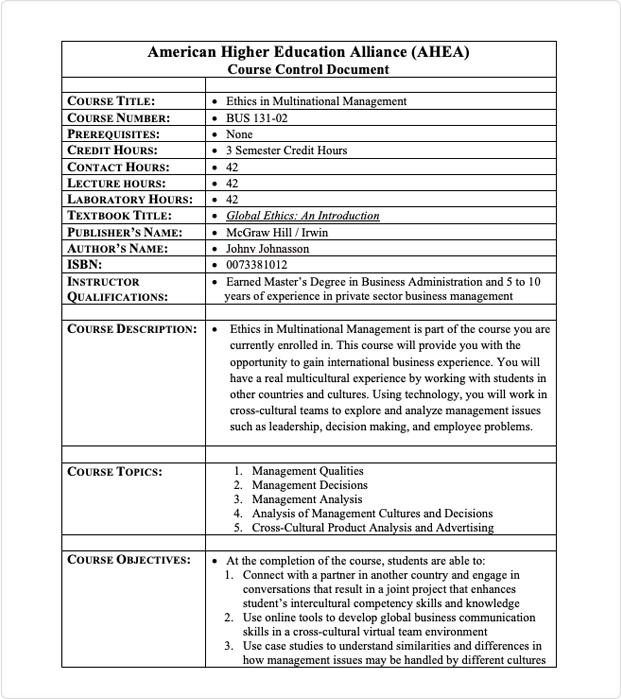 American Higher Education Alliance (AHEA)
Course Control Document
COURSE TITLE: • Ethics in Multinational Management
COURSE NUMBER: • BUS 131-02
PREREQUISITES: • None
CREDIT HOURS: • 3 Semester Credit Hours
CONTACT HOURS: • 42
LECTURE HOURS: • 42
LABORATORY HOURS: • 42
TEXTBOOK TITLE: • Global Ethics: An Introduction
PUBLISHER'S NAME: • McGraw Hill / Irwin
AUTHOR'S NAME: • Johny Johnasson
ISBN: • 0073381012
INSTRUCTOR QUALIFICATIONS: • Earned Master's Degree in Business Administration and 5 to 10
years of experience in private sector business management
COURSE DESCRIPTION: • Ethics in Multinational Management is part of the course you are
currently enrolled in. This course will provide you with the
opportunity to gain international business experience. You will
have a real multicultural experience by working with students in
other countries and cultures. Using technology, you will work in
cross-cultural teams to explore and analyze management issues
such as leadership, decision making, and employee problems.
COURSE TOPICS: 1. Management Qualities
2. Management Decisions
3. Management Analysis
4. Analysis of Management Cultures and Decisions
5. Cross-Cultural Product Analysis and Advertising
COURSE OBJECTIVES: • At the completion of the course, students are able to:
1. Connect with a partner in another country and engage in
conversations that result in a joint project that enhances
student's intercultural competency skills and knowledge
2. Use online tools to develop global business communication
skills in a cross-cultural virtual team environment
3. Use case studies to understand similarities and differences in
how management issues may be handled by different cultures